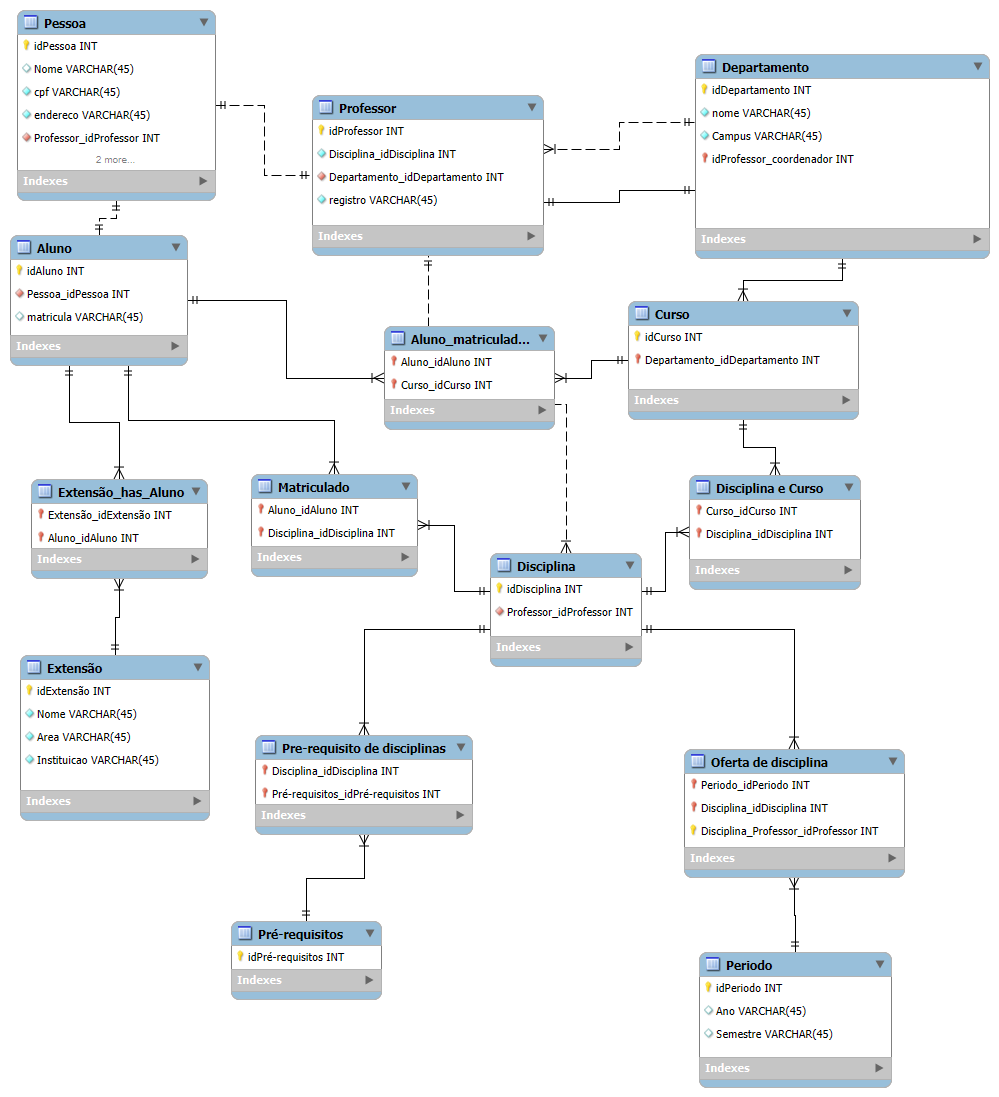 Pessoa
idPessoa INT
Nome VARCHAR(45)
cpf VARCHAR(45)
endereco VARCHAR(45)
Professor_idProfessor INT
2 more...
Indexes
Professor
idProfessor INT
Disciplina_idDisciplina INT
Departamento_idDepartamento INT
registro VARCHAR(45)
Indexes
Departamento
idDepartamento INT
nome VARCHAR(45)
Campus VARCHAR(45)
idProfessor_coordenador INT
Indexes
Aluno
idAluno INT
Pessoa_idPessoa INT
matricula VARCHAR(45)
Indexes
Aluno_matriculad...
Aluno_idAluno INT
Curso_idCurso INT
Indexes
Curso
idCurso INT
Departamento_idDepartamento INT
Indexes
Extensão_has_Aluno
Extensão_idExtensão INT
Aluno_idAluno INT
Indexes
Matriculado
Aluno_idAluno INT
Disciplina_idDisciplina INT
Indexes
Disciplina e Curso
Curso_idCurso INT
Disciplina_idDisciplina INT
Indexes
Disciplina
idDisciplina INT
Professor_idProfessor INT
Indexes
Extensão
idExtensão INT
Nome VARCHAR(45)
Area VARCHAR(45)
Instituicao VARCHAR(45)
Indexes
Pre-requisito de disciplinas
Disciplina_idDisciplina INT
Pré-requisitos_idPré-requisitos INT
Indexes
Oferta de disciplina
Periodo_idPeriodo INT
Disciplina_idDisciplina INT
Disciplina_Professor_idProfessor INT
Indexes
Pré-requisitos
idPré-requisitos INT
Indexes
Periodo
idPeriodo INT
Ano VARCHAR(45)
Semestre VARCHAR(45)
Indexes